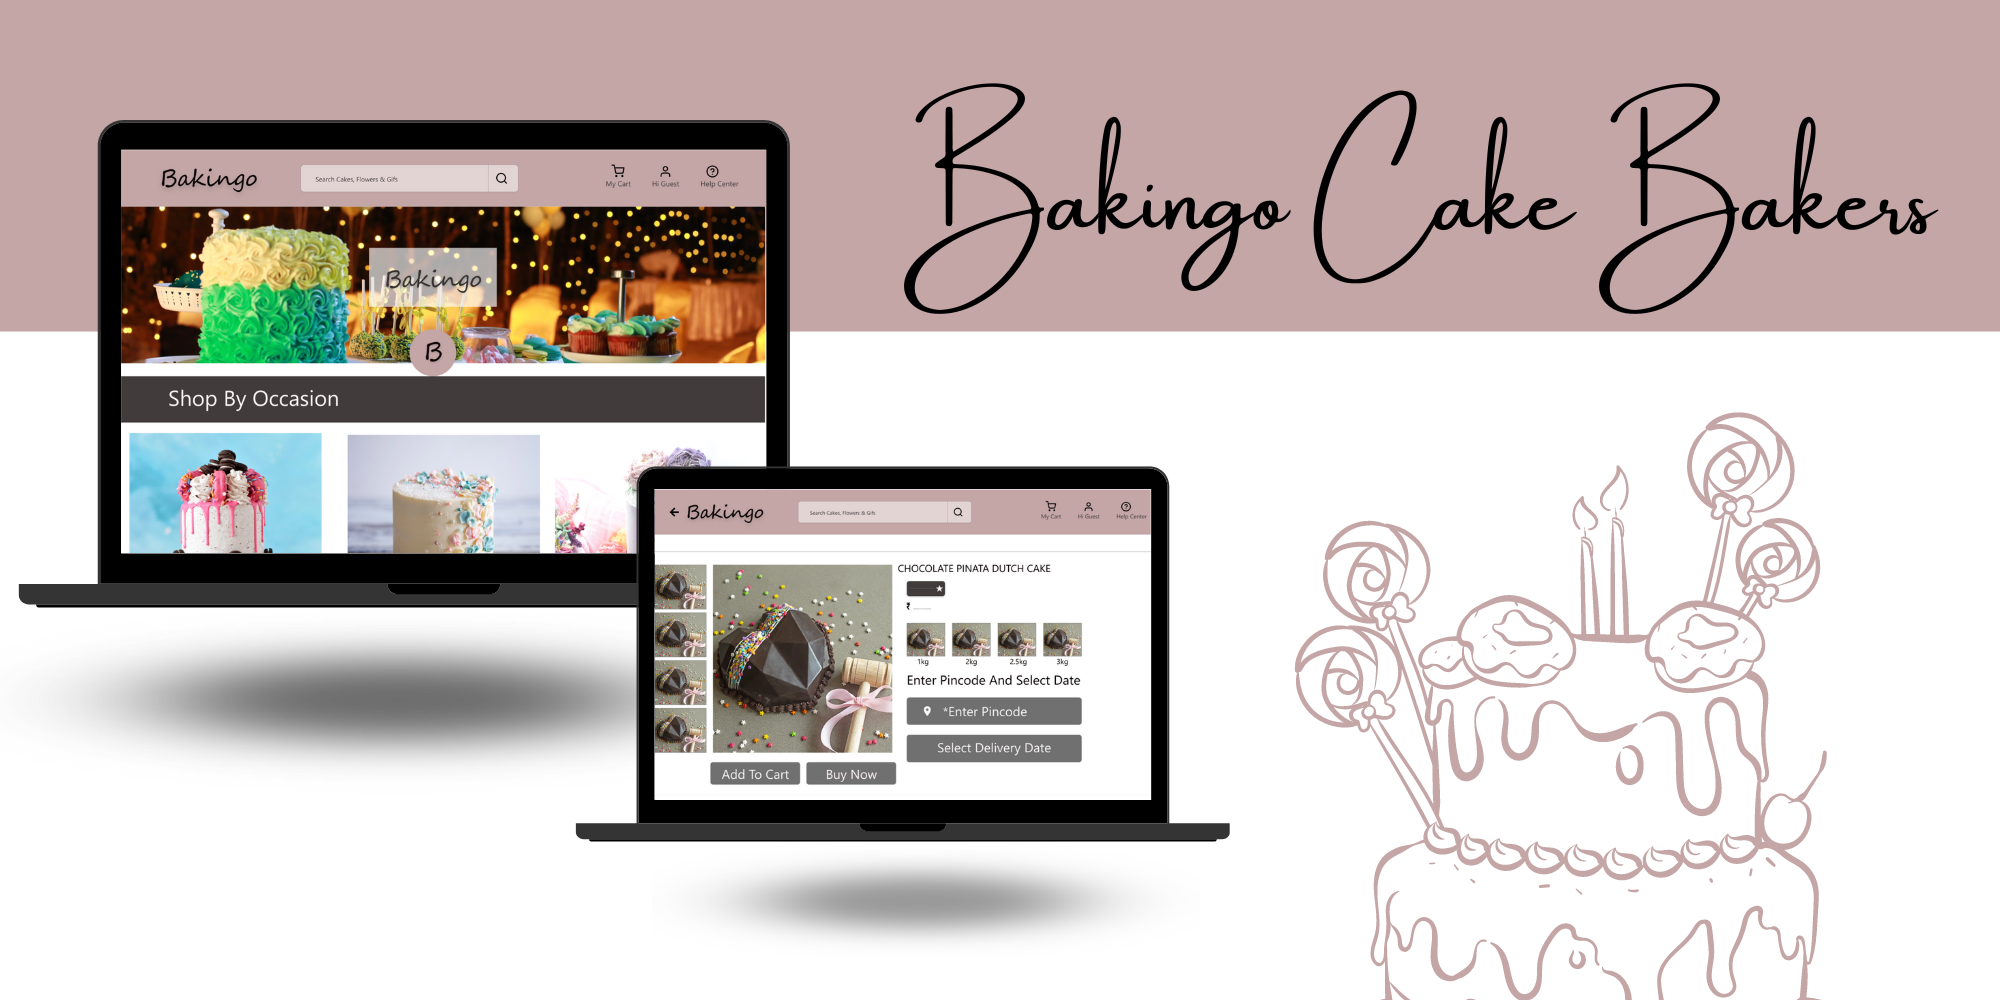 Bakingo Cake Bakers
Bakingo
Search Cakes, Flowers & Gifs
My Cart
Hi Guest
Help Center
Bakingo
B
Shop By Occasion
Bakingo
Search Cakes, Flowers & Gifs
My Cart
Hi Guest
Help Center
CHOCOLATE PINATA DUTCH CAKE
₹
1kg
2kg
2.5kg
3kg
Enter Pincode And Select Date
*Enter Pincode
Select Delivery Date
Add To Cart
Buy Now